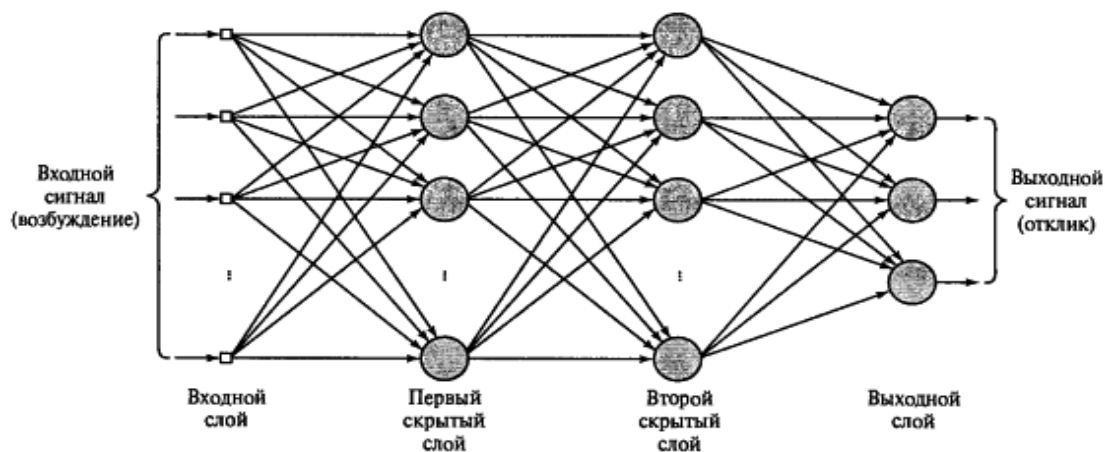 Входной
сигнал
(возбуждение)
Выходной
сигнал
(отклик)
Входной
слой
Первый
скрытый
слой
Второй
скрытый
слой
Выходной
слой